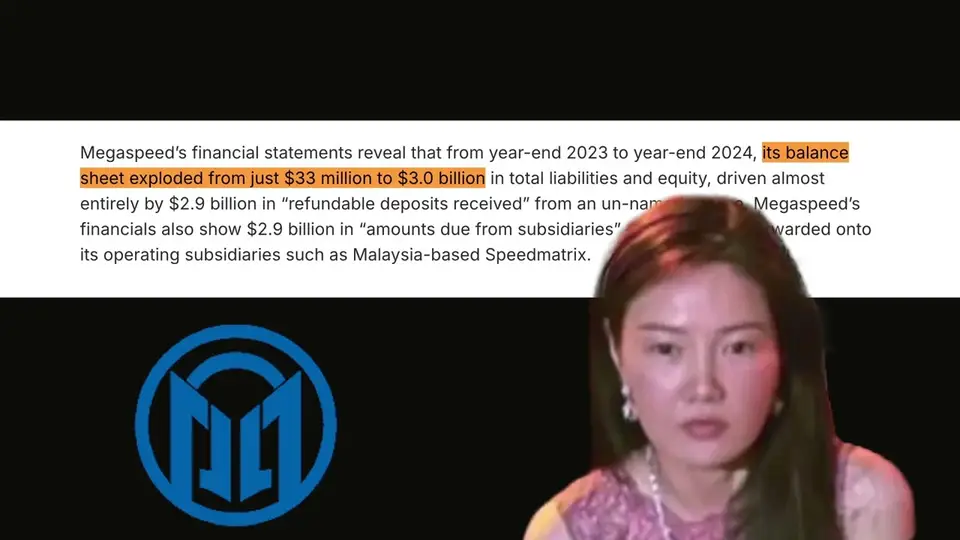 Megaspeed’s financial statements reveal that from year-end 2023 to year-end 2024, its balance
sheet exploded from just $33 million to $3.0 billion in total liabilities and equity, driven almost
entirely by $2.9 billion in “refundable deposits received” from an Megaspeed’s
financials also show $2.9 billion in “amounts due from subsidiaries” onto
its operating subsidiaries such as Malaysia-based Speedmatrix.